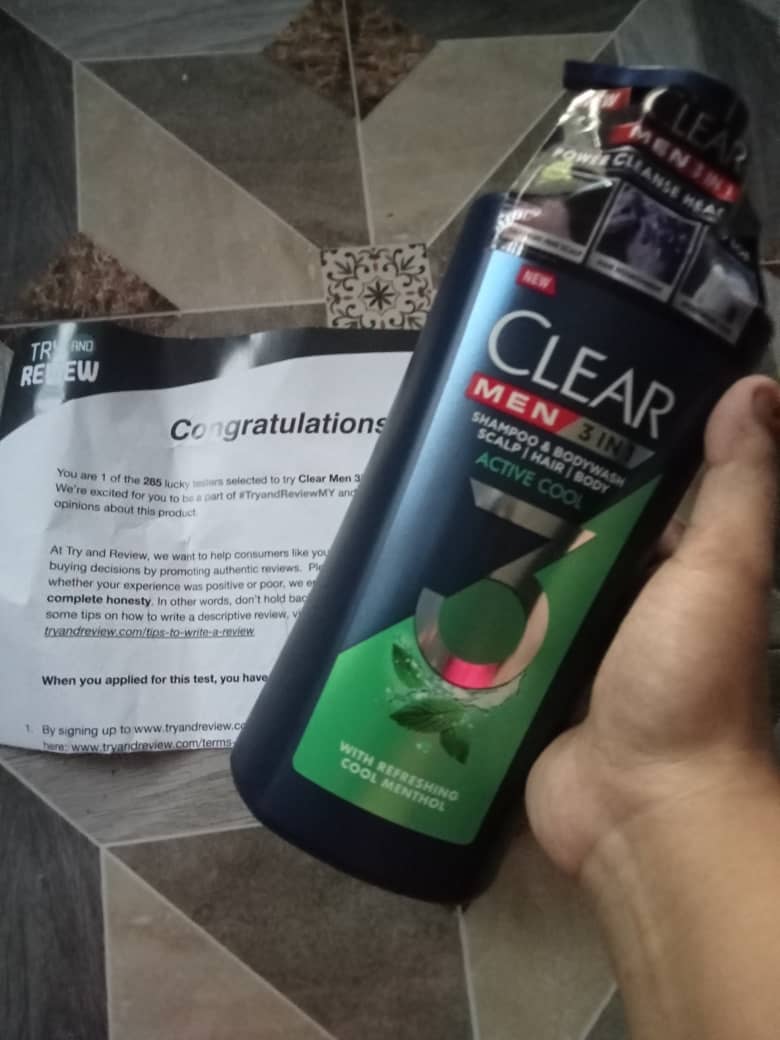 TRY AND
REVIEW
Congratulations
You are 1 of the 265 lucky testers selected to try Clear Men 3
We're excited for you to be a part of #TryandReviewMY and
opinions about this product.
At Try and Review, we want to help consumers like you
buying decisions by promoting authentic reviews. Ple
whether your experience was positive or poor, we e
complete honesty. In other words, don't hold bac
some tips on how to write a descriptive review, v
tryandreview.com/tips-to-write-a-review
When you applied for this test, you have
1. By signing up to www.tryandreview.co
here: www.tryandreview.com/terms-
CLEAR
MEN 3 IN 1
POWER CLEANSE HEA
NEW
CLEAR
MEN 3 IN 1
SHAMPOO & BODYWASH
SCALP | HAIR | BODY
ACTIVE COOL
3
WITH REFRESHING
COOL MENTHOL